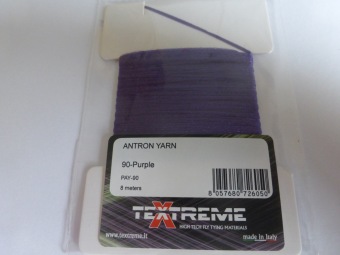 ANTRON YARN
90-Purple
PAY-90
8 meters
8 057680 726050
TEXTREME
HIGH TECH FLY TYING MATERIALS
www.textreme.it
made in Italy